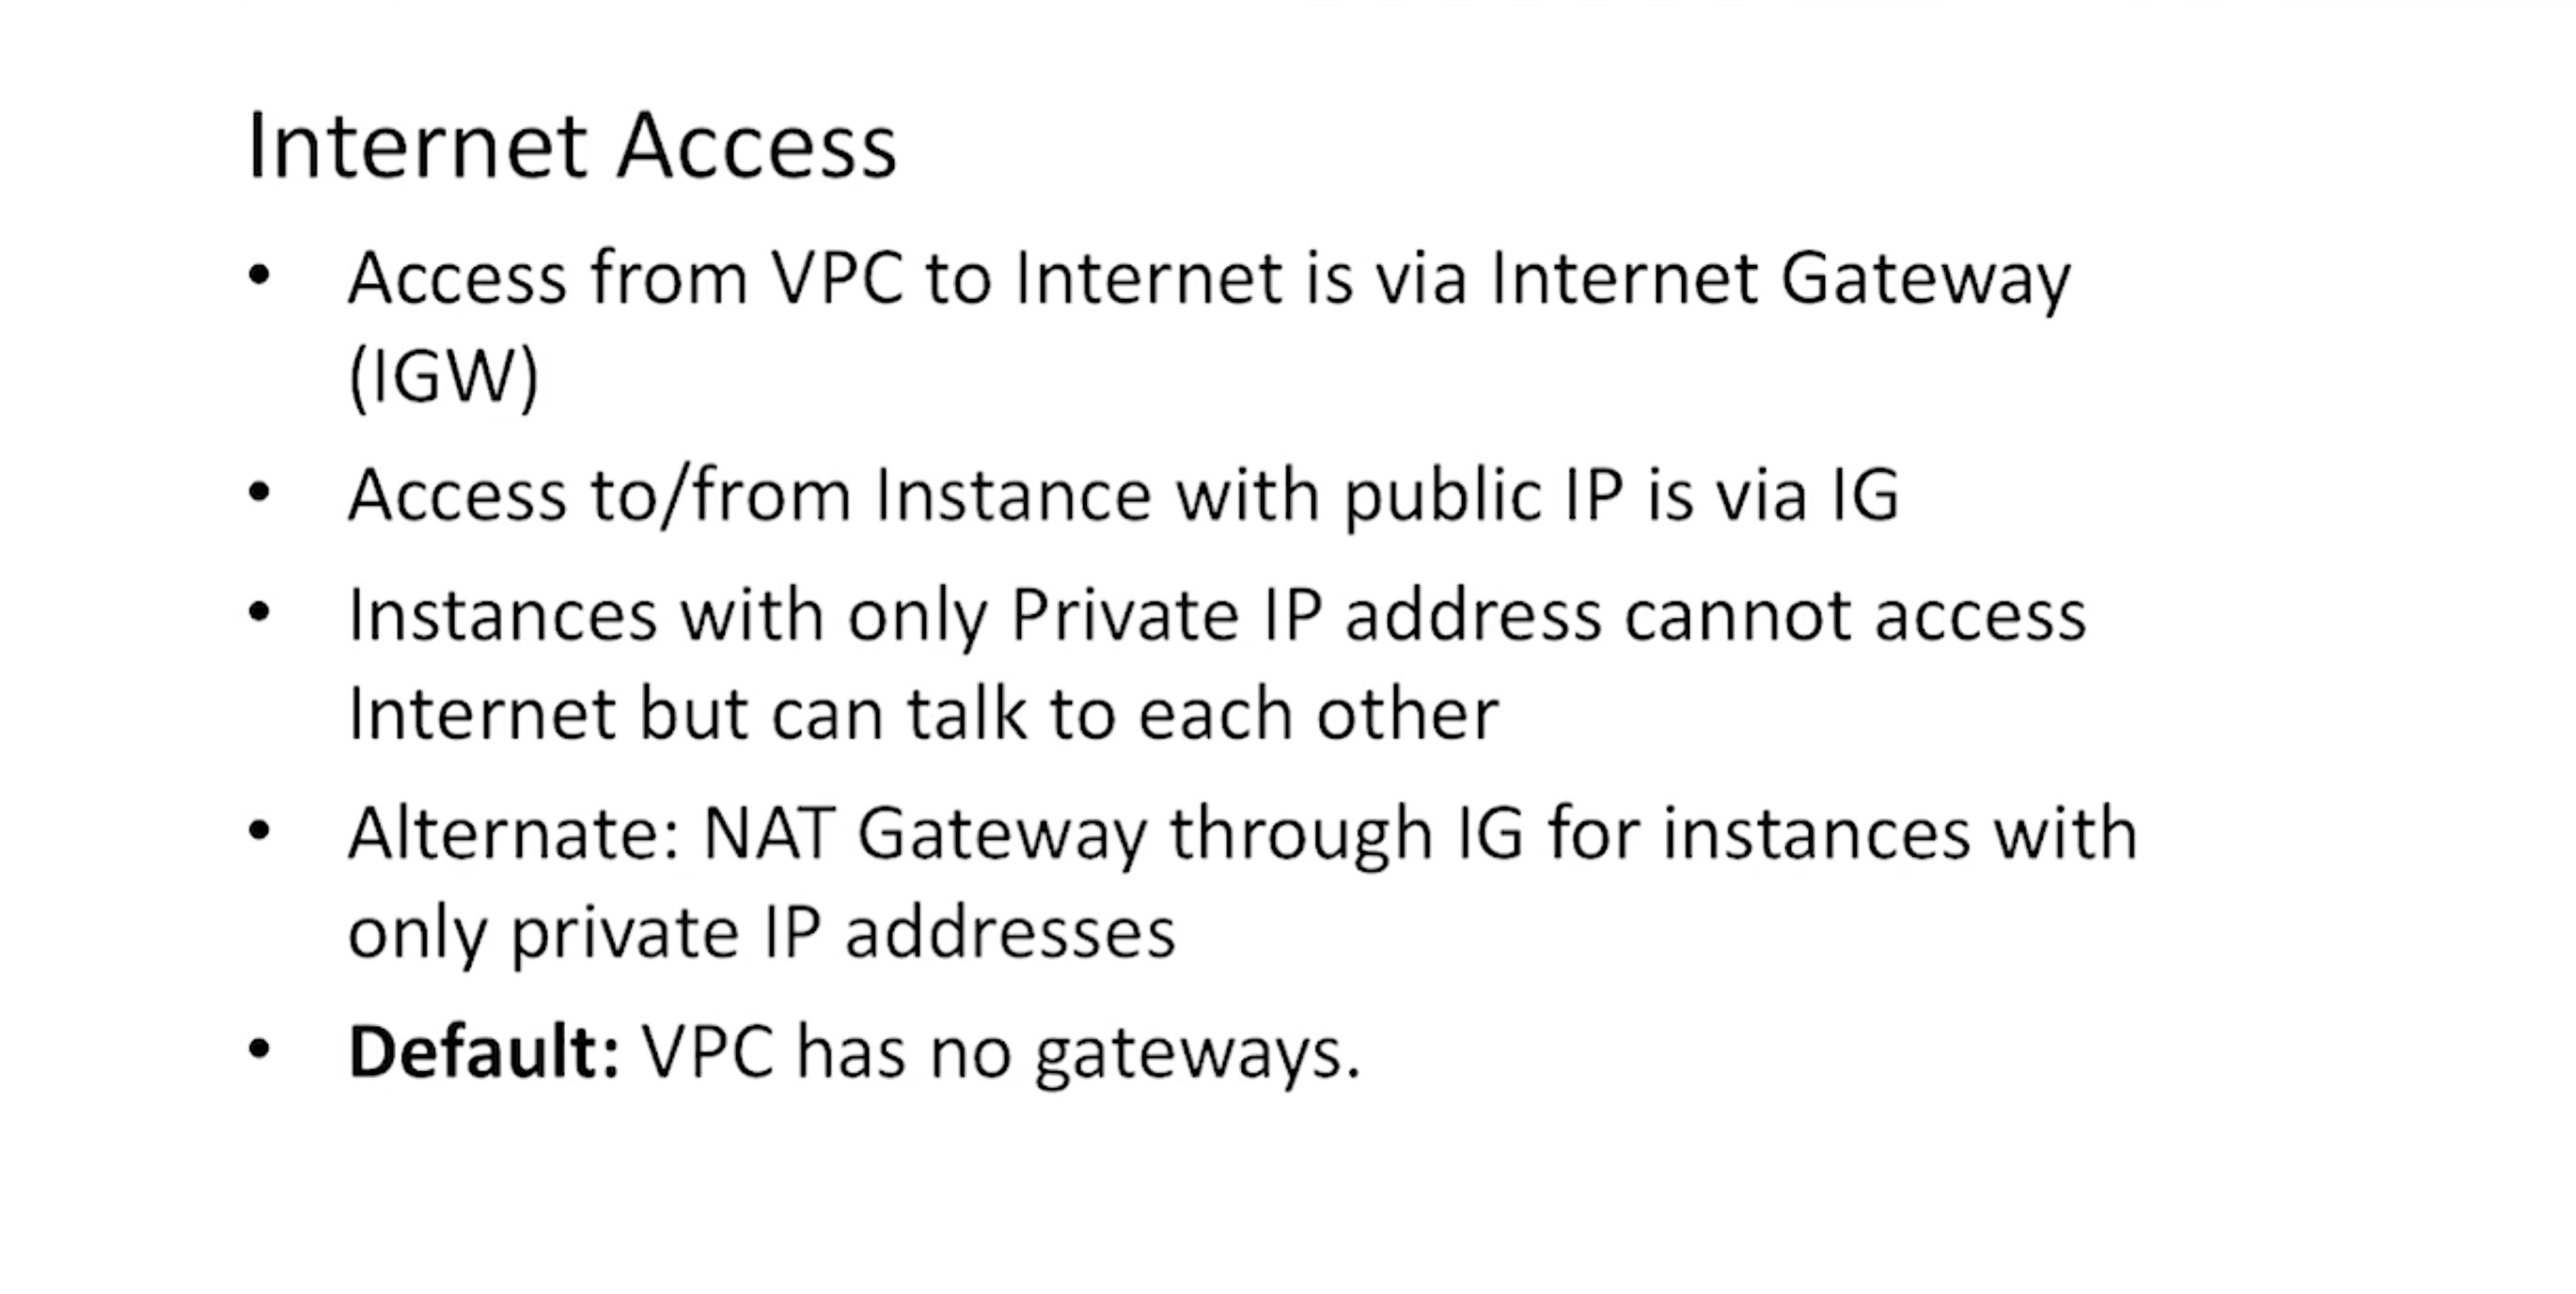 Internet Access
• Access from VPC to Internet is via Internet Gateway
(IGW)
• Access to/from Instance with public IP is via IG
• Instances with only Private IP address cannot access
Internet but can talk to each other
• Alternate: NAT Gateway through IG for instances with
only private IP addresses
• Default: VPC has no gateways.